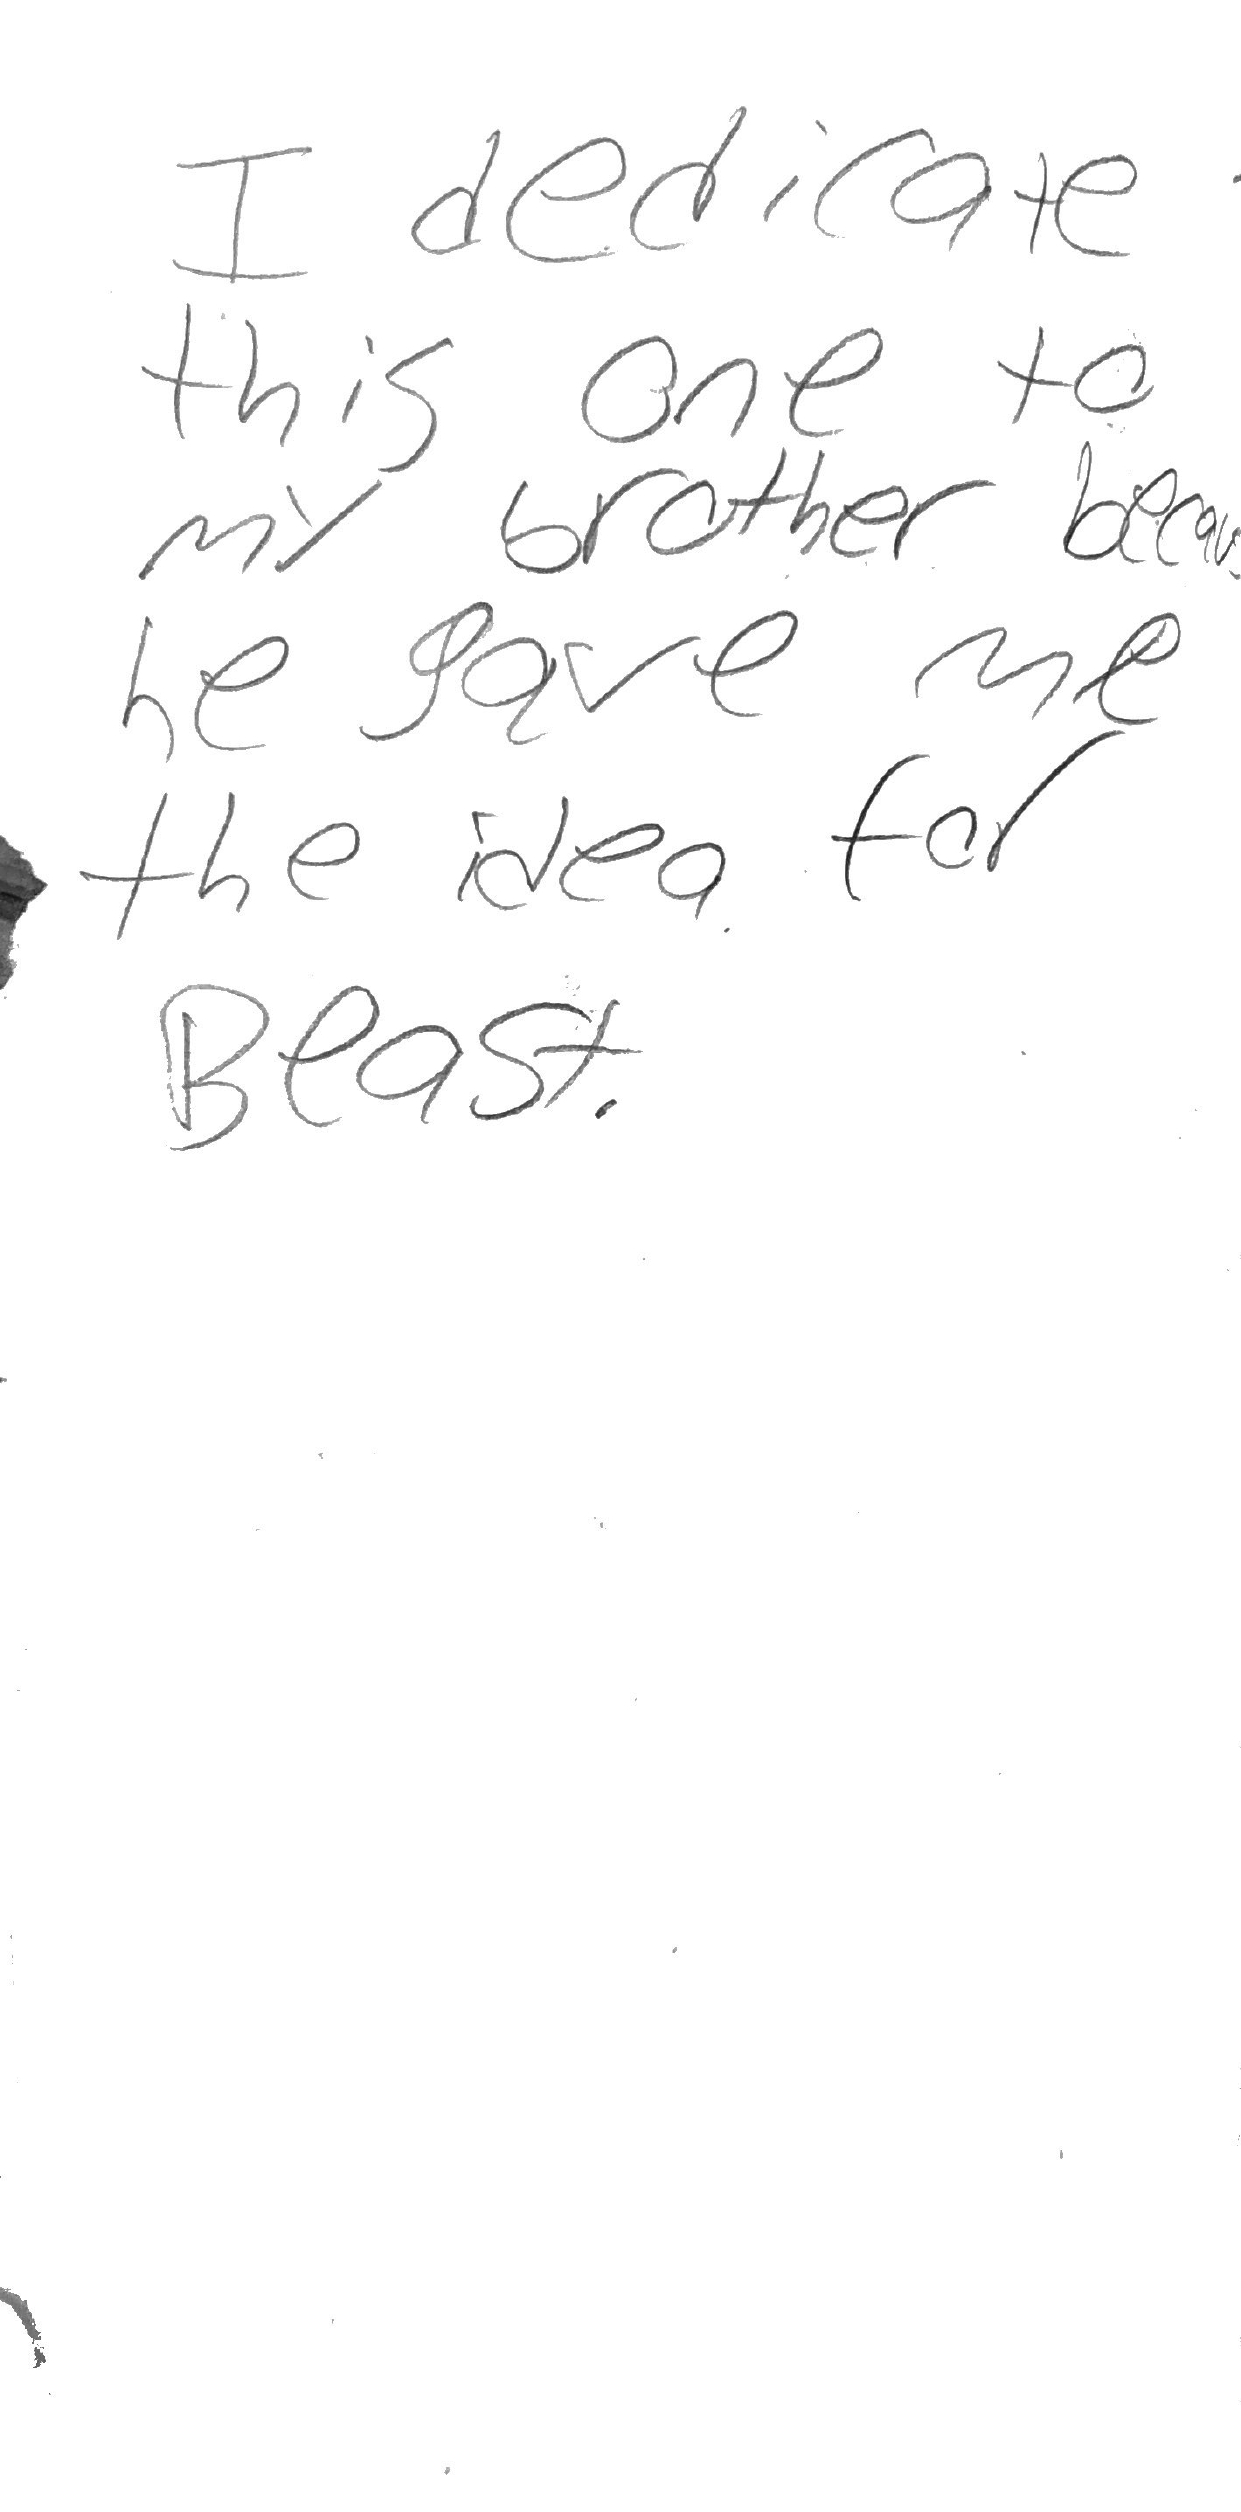 I dedicate
this one to
my brother becaus
he gave me
the idea for
Beast.